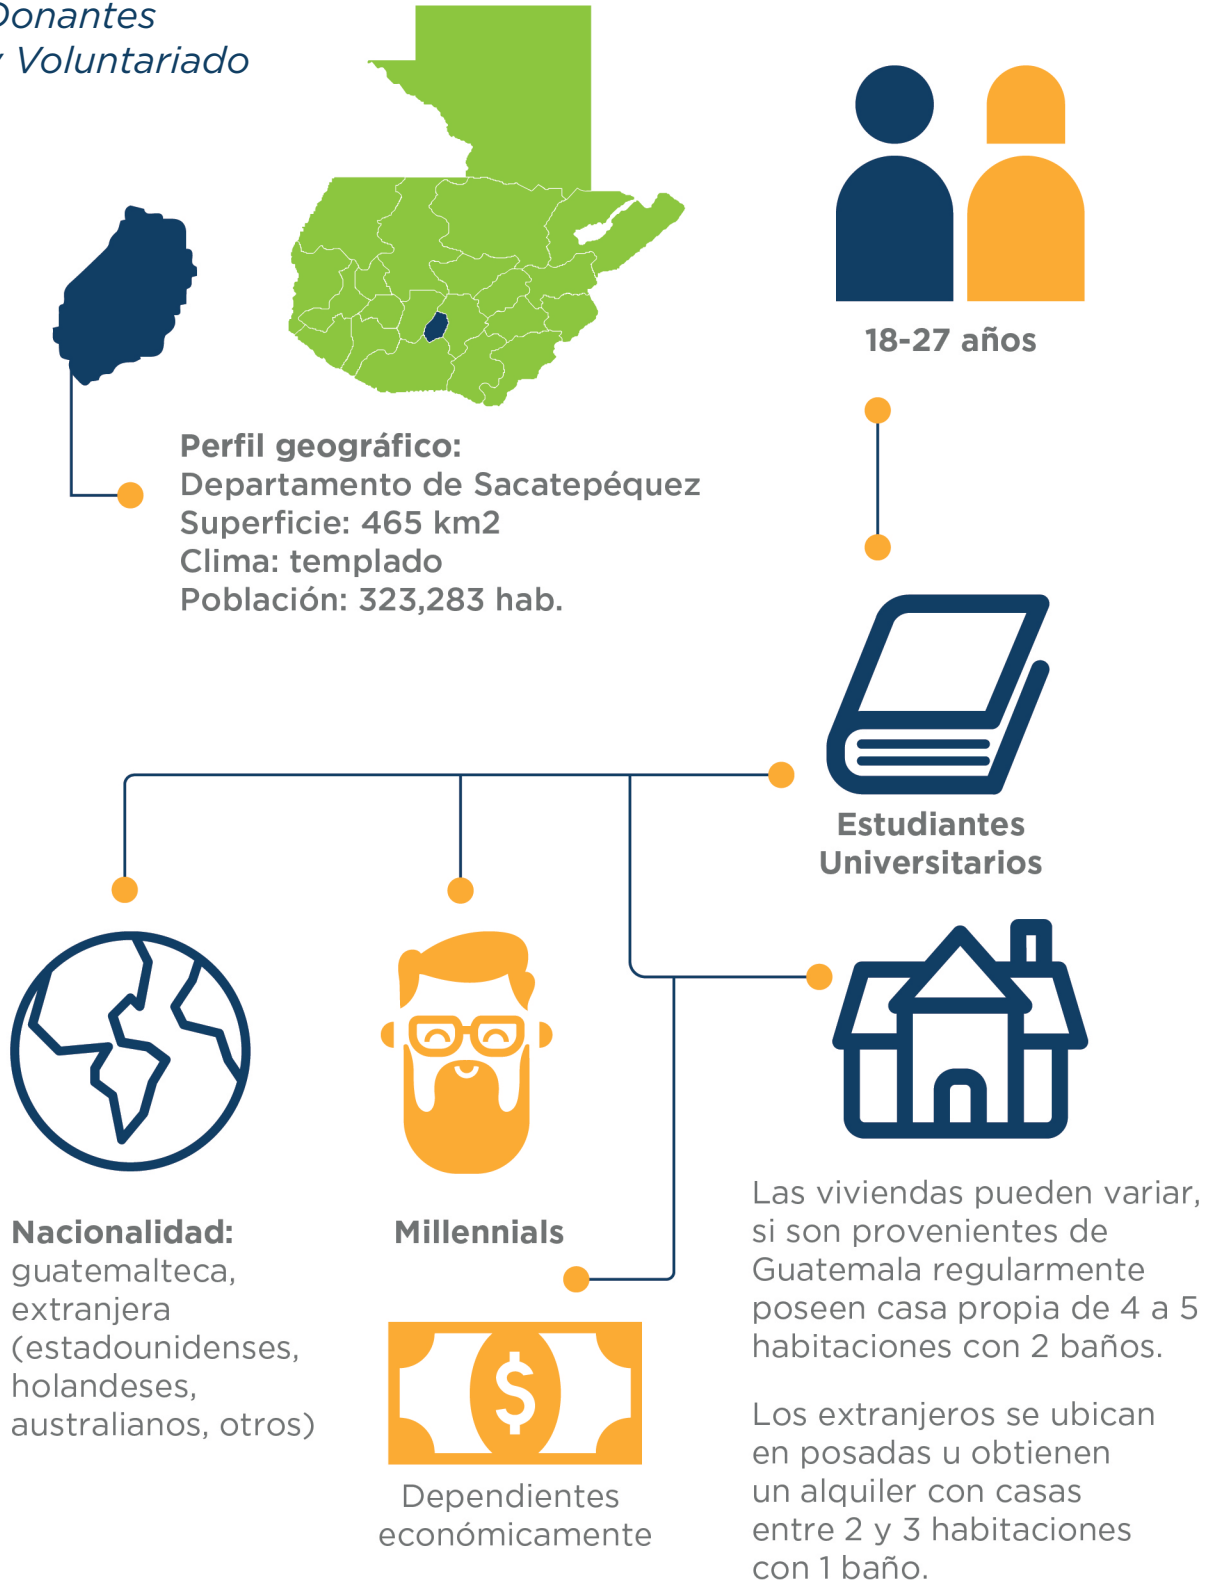 Donantes
y Voluntariado
18-27 años
Perfil geográfico:
Departamento de Sacatepéquez
Superficie: 465 km2
Clima: templado
Población: 323,283 hab.
Estudiantes
Universitarios
Nacionalidad:
guatemalteca,
extranjera
(estadounidenses,
holandeses,
australianos, otros)
Millennials
$
Dependientes
económicamente
Las viviendas pueden variar,
si son provenientes de
Guatemala regularmente
poseen casa propia de 4 a 5
habitaciones con 2 baños.
Los extranjeros se ubican
en posadas u obtienen
un alquiler con casas
entre 2 y 3 habitaciones
con 1 baño.